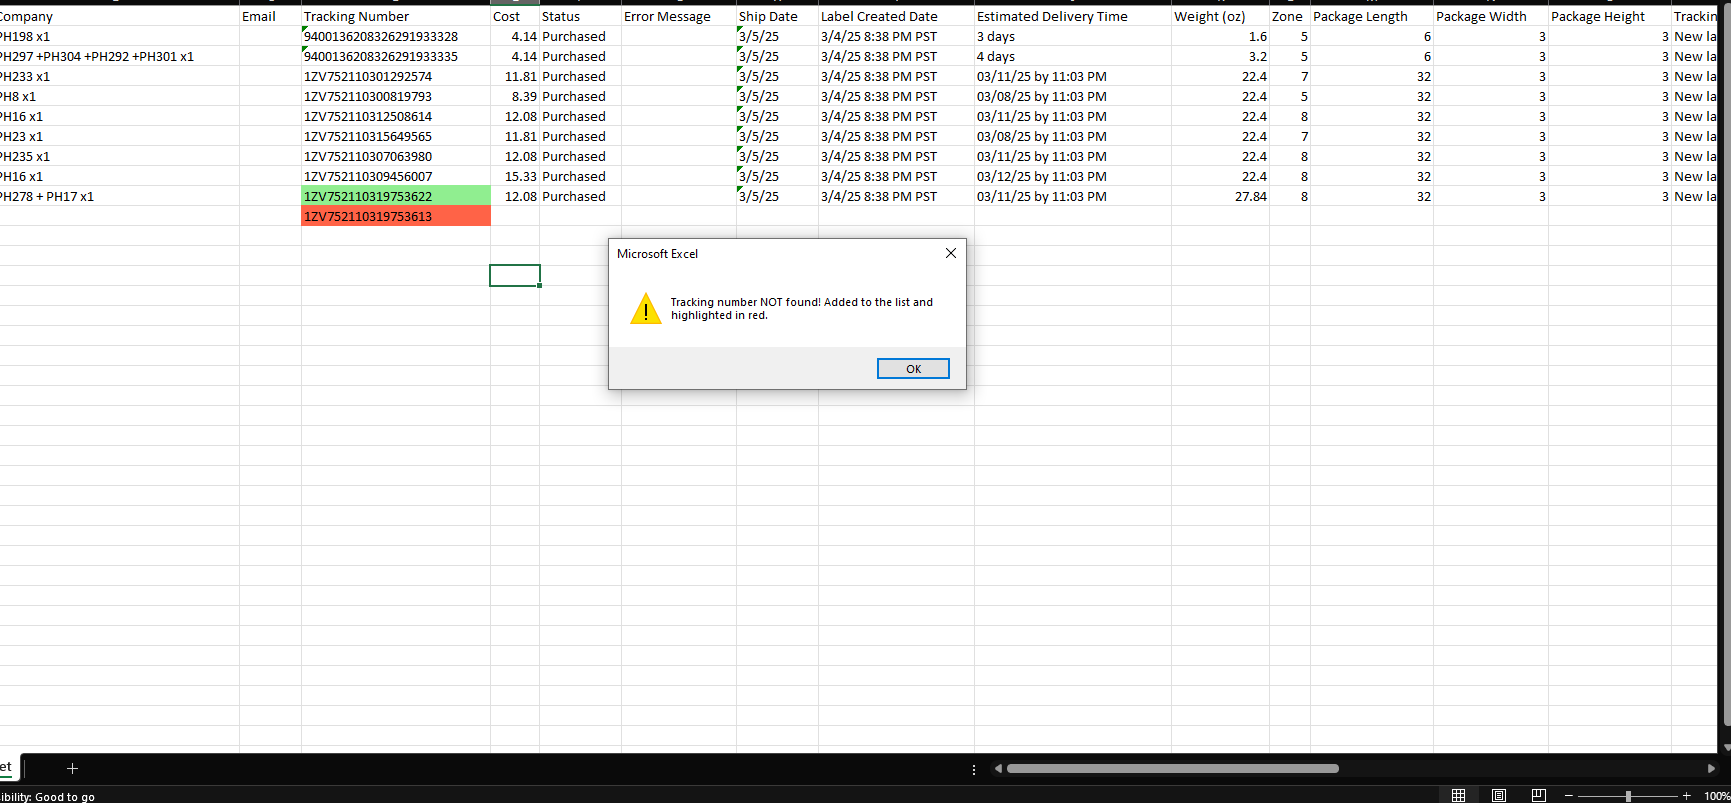 Company Email Tracking Number Cost Status Error Message Ship Date Label Created Date Estimated Delivery Time Weight (oz) Zone Package Length Package Width Package Height Trackin
PH198 x1 9400136208326291933328 4.14 Purchased 3/5/25 3/4/25 8:38 PM PST 3 days 1.6 5 6 3 3 New la
PH297 +PH304 +PH292 +PH301 x1 9400136208326291933335 4.14 Purchased 3/5/25 3/4/25 8:38 PM PST 4 days 3.2 5 6 3 3 New la
PH233 x1 1ZV752110301292574 11.81 Purchased 3/5/25 3/4/25 8:38 PM PST 03/11/25 by 11:03 PM 22.4 7 32 3 3 New la
PH8 x1 1ZV752110300819793 8.39 Purchased 3/5/25 3/4/25 8:38 PM PST 03/08/25 by 11:03 PM 22.4 5 32 3 3 New la
PH16 x1 1ZV752110312508614 12.08 Purchased 3/5/25 3/4/25 8:38 PM PST 03/11/25 by 11:03 PM 22.4 8 32 3 3 New la
PH23 x1 1ZV752110315649565 11.81 Purchased 3/5/25 3/4/25 8:38 PM PST 03/08/25 by 11:03 PM 22.4 7 32 3 3 New la
PH235 x1 1ZV752110307063980 12.08 Purchased 3/5/25 3/4/25 8:38 PM PST 03/11/25 by 11:03 PM 22.4 8 32 3 3 New la
PH16 x1 1ZV752110309456007 15.33 Purchased 3/5/25 3/4/25 8:38 PM PST 03/12/25 by 11:03 PM 22.4 8 32 3 3 New la
PH278 + PH17 x1 1ZV752110319753622 12.08 Purchased 3/5/25 3/4/25 8:38 PM PST 03/11/25 by 11:03 PM 27.84 8 32 3 3 New la
1ZV752110319753613
Microsoft Excel
Tracking number NOT found! Added to the list and
highlighted in red.
OK
et
ibility: Good to go
100%